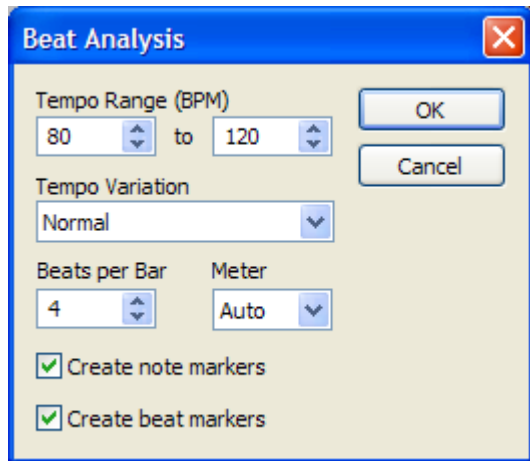 Beat Analysis
Tempo Range (BPM)
80 to 120
OK
Cancel
Tempo Variation
Normal
Beats per Bar Meter
4 Auto
Create note markers
Create beat markers